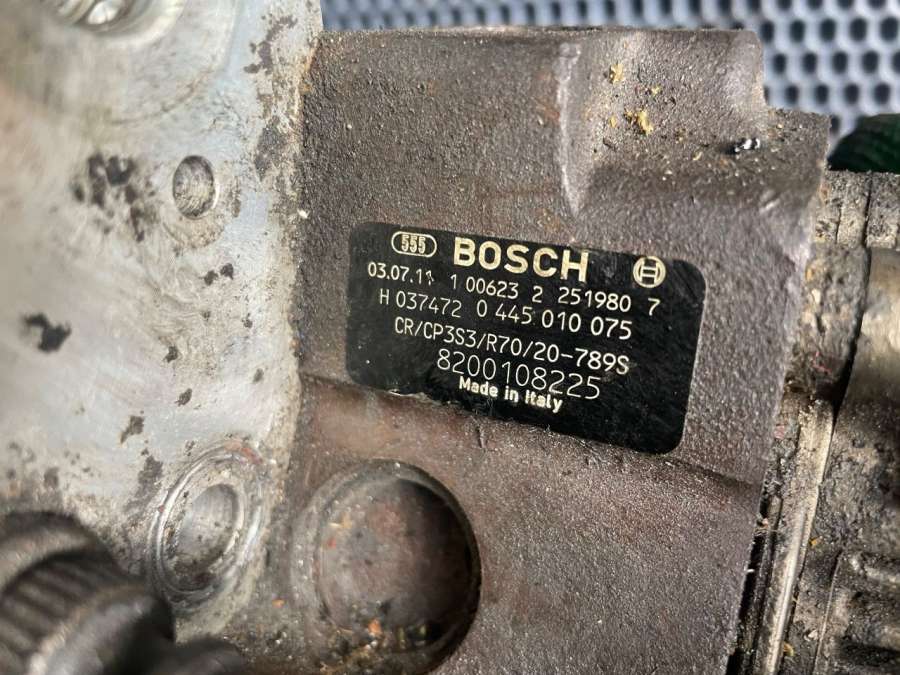 555 BOSCH
03.07.11 1 00623 2 251980 7
H 037472 0 445 010 075
CR/CP3S3/R70/20-789S
8200108225
Made in Italy